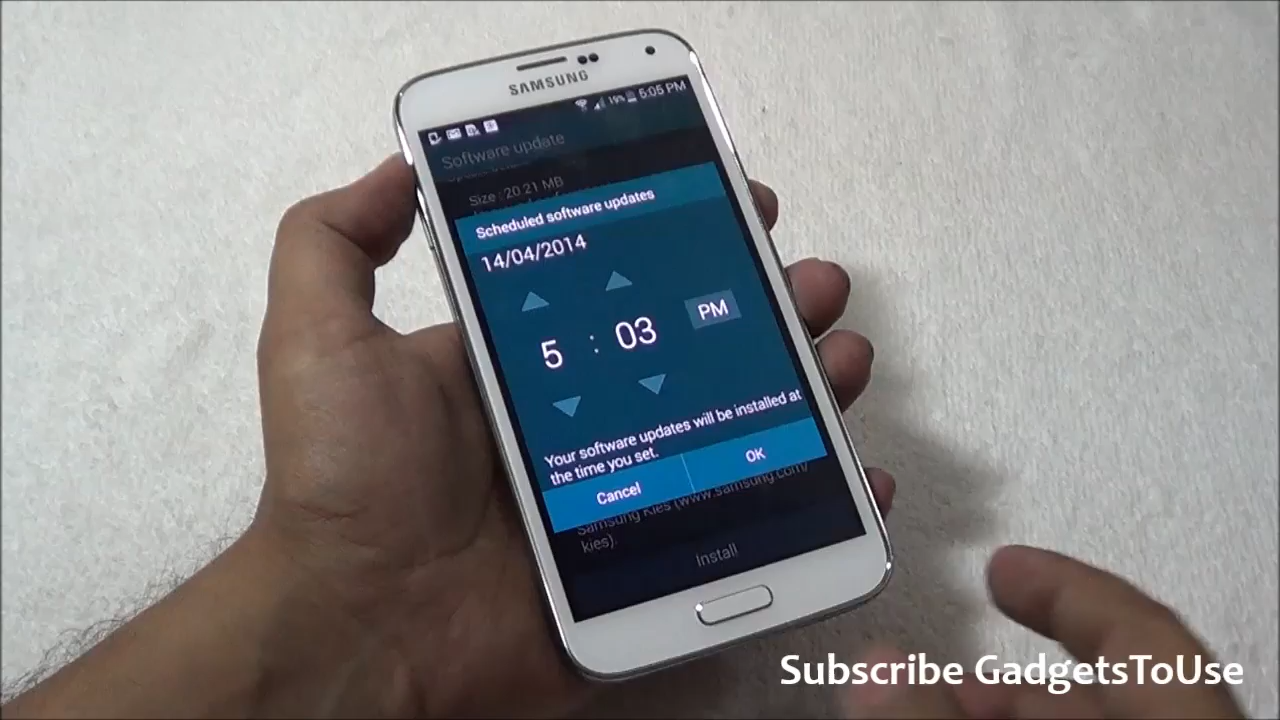 SAMSUNG
19% 5:05 PM
Software update
Size : 20.21 MB
Scheduled software updates
14/04/2014
5 : 03 PM
Your software updates will be installed at
the time you set.
Cancel OK
Samsung Kies (www.samsung.com/
kies).
Install
Subscribe GadgetsToUse